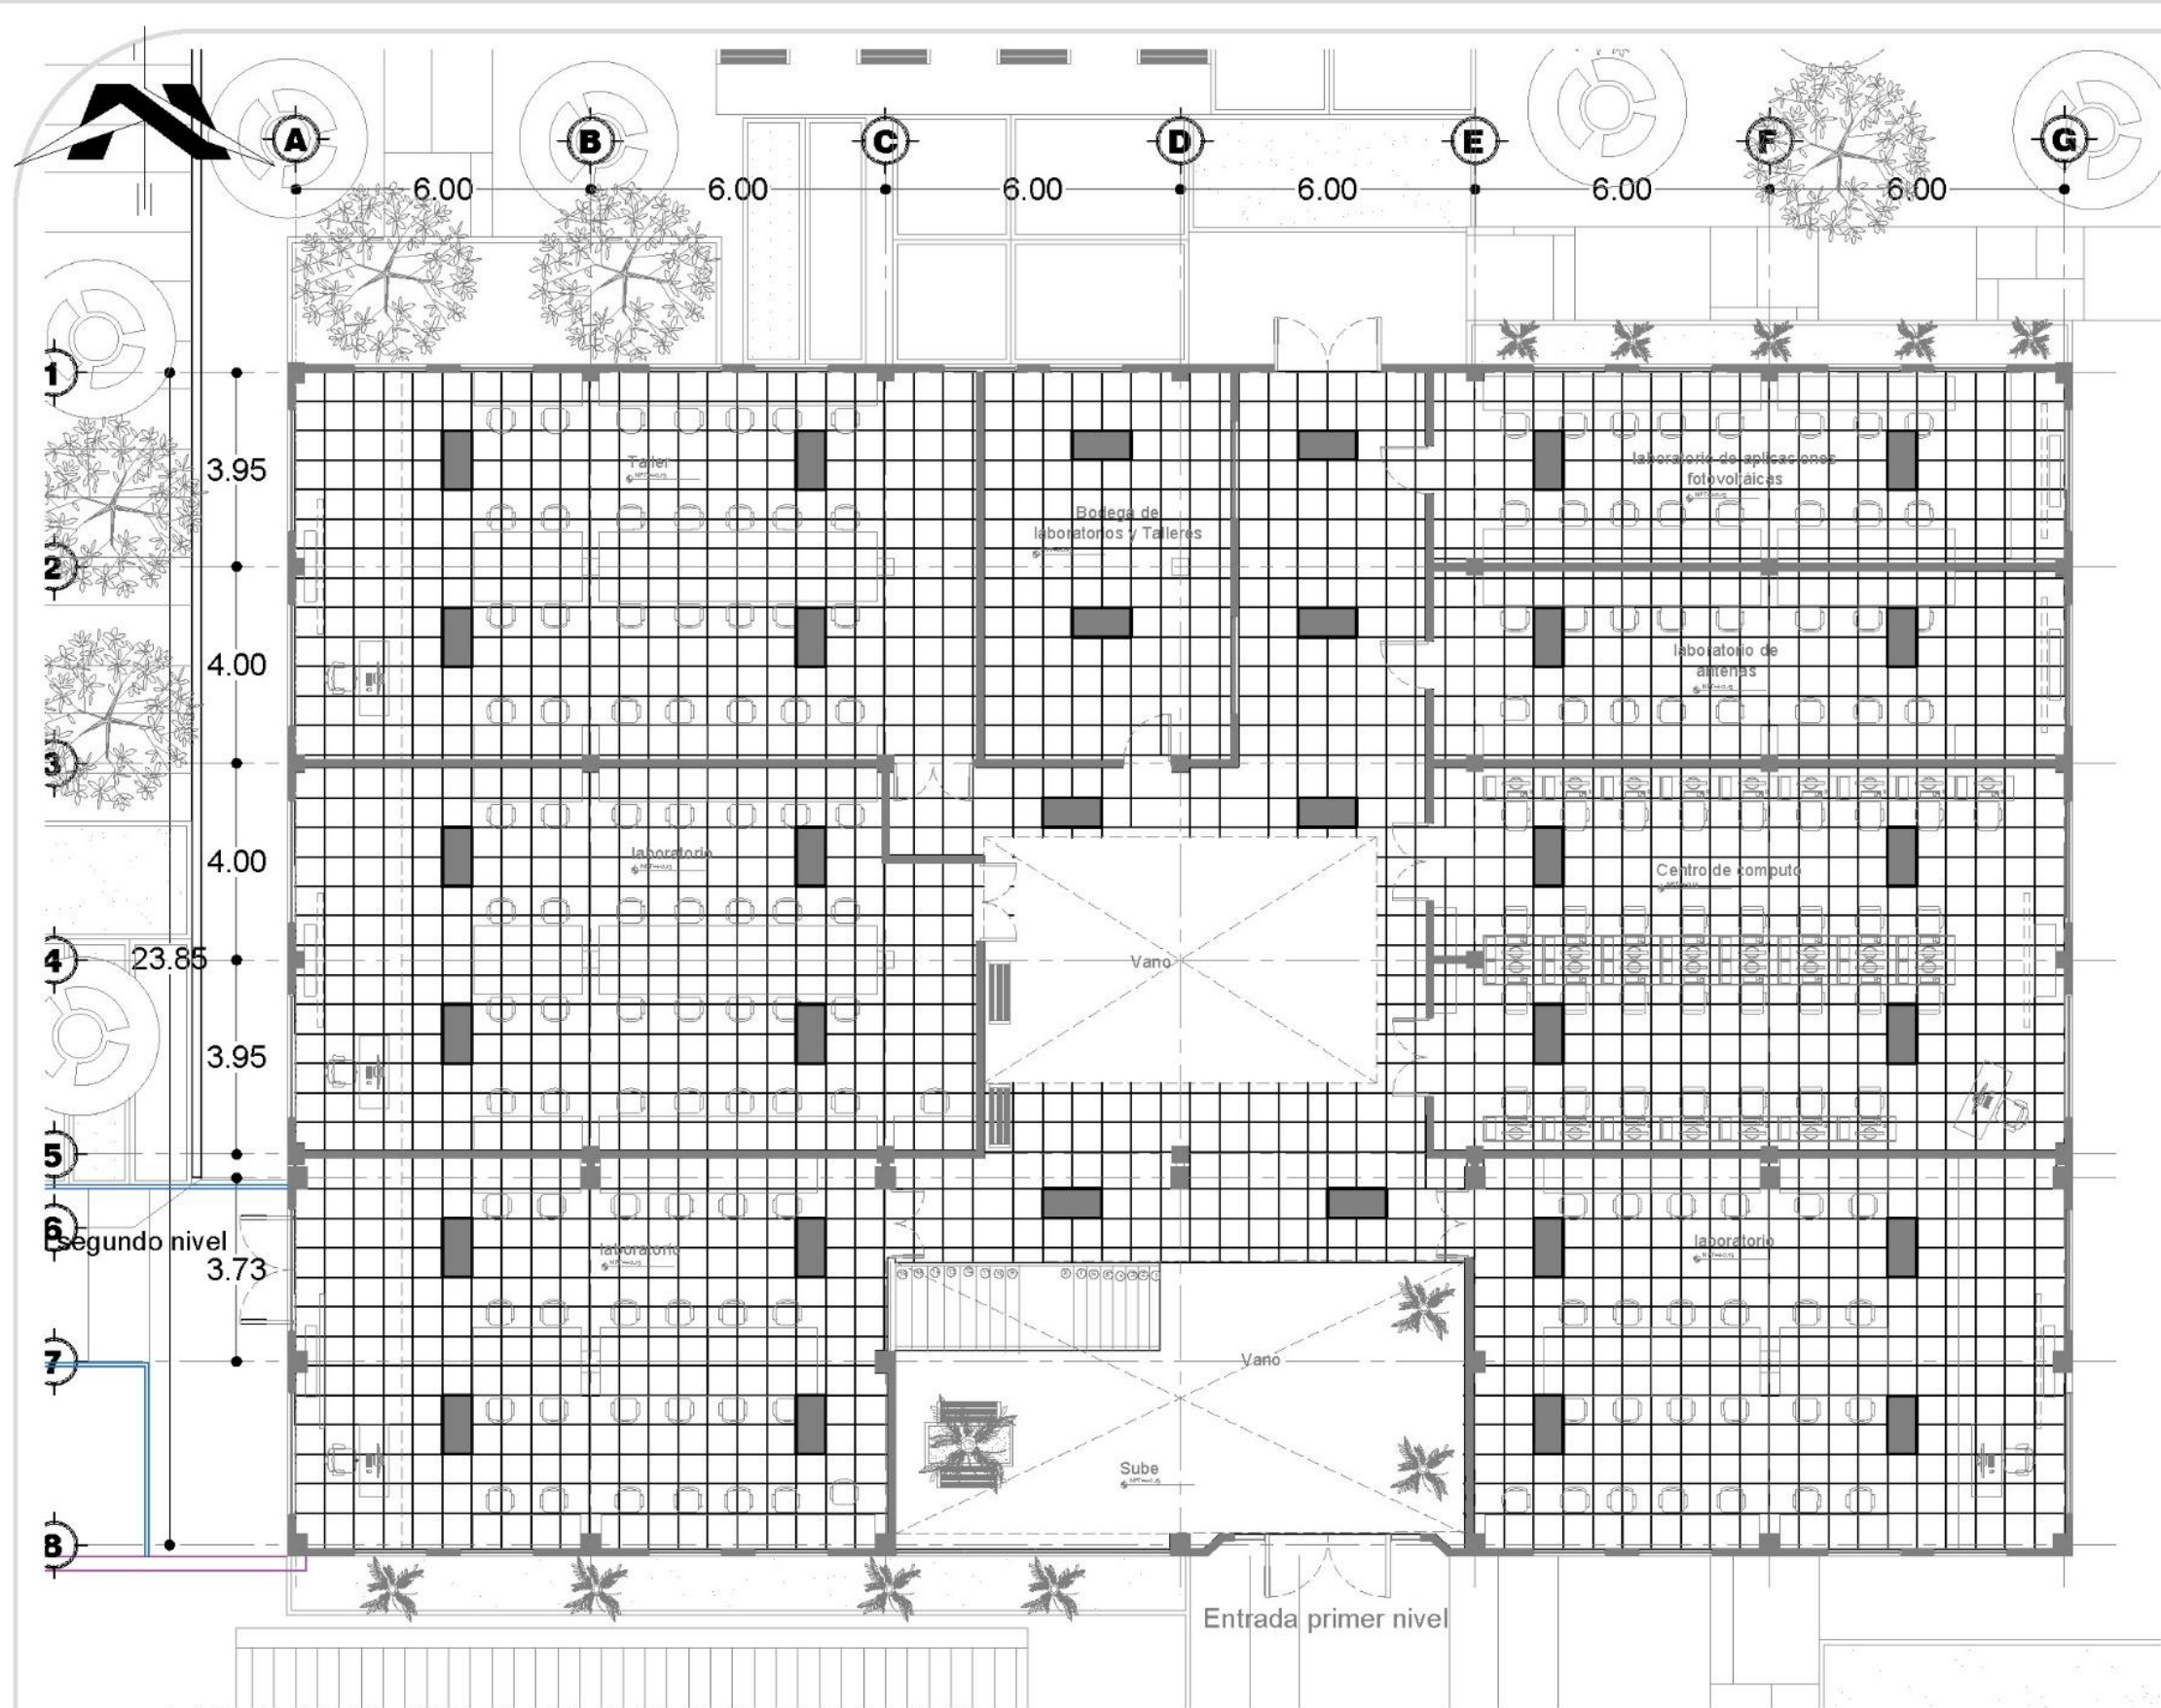 A B C D E F G
6.00 6.00 6.00 6.00 6.00 6.00
1
3.95
Taller
laboratorio de aplicaciones
fotovoltáicas
Bodega de
laboratorios y Talleres
2
4.00
laboratorio de
antenas
3
4.00
laboratorio
Centro de computo
4
23.85
Vano
3.95
5
6
segundo nivel
laboratorio
laboratorio
3.73
7
Vano
Sube
8
Entrada primer nivel